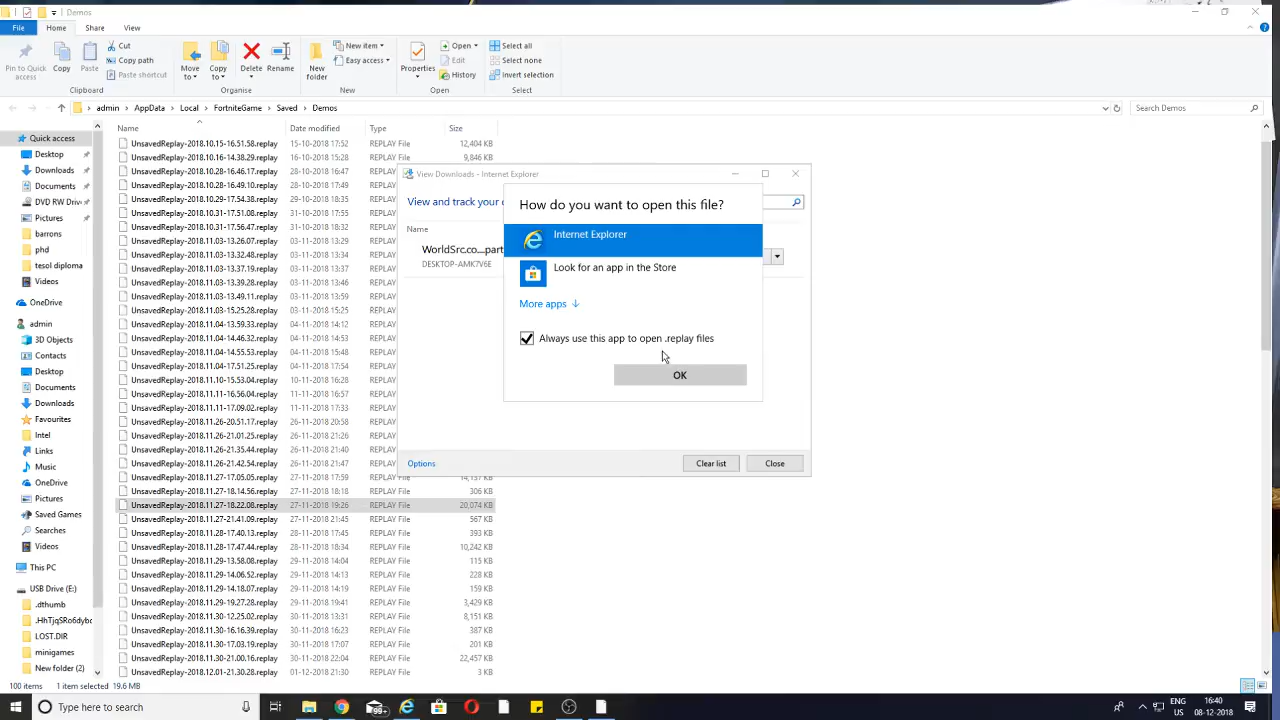 Demos
File Home Share View
Pin to Quick access
Copy
Paste
Cut
Copy path
Paste shortcut
Clipboard
Move to
Copy to
Delete
Rename
Organise
New folder
New item
Easy access
New
Properties
Open
Edit
History
Open
Select all
Select none
Invert selection
Select
admin AppData Local FortniteGame Saved Demos
Search Demos
Quick access
Desktop
Downloads
Documents
DVD RW Drive
Pictures
barrons
phd
tesol diploma
Videos
OneDrive
admin
3D Objects
Contacts
Desktop
Documents
Downloads
Favourites
Intel
Links
Music
OneDrive
Pictures
Saved Games
Searches
Videos
This PC
USB Drive (E:)
.dthumb
LOST.DIR
minigames
New folder (2)
Name Date modified Type Size
UnsavedReplay-2018.10.15-16.51.58.replay 15-10-2018 17:52 REPLAY File 12,404 KB
UnsavedReplay-2018.10.16-14.38.29.replay 16-10-2018 15:28 REPLAY File 9,846 KB
UnsavedReplay-2018.10.28-16.46.17.replay 28-10-2018 16:47 REPL
UnsavedReplay-2018.10.28-16.49.10.replay 28-10-2018 17:49 REPL
UnsavedReplay-2018.10.29-17.54.38.replay 29-10-2018 17:55 REPL
UnsavedReplay-2018.10.31-17.51.51.replay 31-10-2018 17:55 REPL
UnsavedReplay-2018.10.31-17.56.47.replay 31-10-2018 18:32 REPL
UnsavedReplay-2018.11.03-13.26.07.replay 03-11-2018 13:31 REPL
UnsavedReplay-2018.11.03-13.32.48.replay 03-11-2018 13:34 REPL
UnsavedReplay-2018.11.03-13.37.15.replay 03-11-2018 13:38 REPL
UnsavedReplay-2018.11.03-13.39.28.replay 03-11-2018 13:46 REPL
UnsavedReplay-2018.11.03-13.49.11.replay 03-11-2018 13:59 REPL
UnsavedReplay-2018.11.03-15.25.28.replay 03-11-2018 15:44 REPL
UnsavedReplay-2018.11.04-13.59.33.replay 04-11-2018 14:12 REPL
UnsavedReplay-2018.11.04-14.46.32.replay 04-11-2018 14:53 REPL
UnsavedReplay-2018.11.04-14.55.53.replay 04-11-2018 15:48 REPL
UnsavedReplay-2018.11.04-17.51.25.replay 04-11-2018 17:54 REPL
UnsavedReplay-2018.11.10-15.53.04.replay 10-11-2018 16:28 REPL
UnsavedReplay-2018.11.11-16.56.04.replay 11-11-2018 16:57 REPL
UnsavedReplay-2018.11.11-17.09.02.replay 11-11-2018 17:33 REPL
UnsavedReplay-2018.11.26-20.51.17.replay 26-11-2018 20:58 REPL
UnsavedReplay-2018.11.26-21.01.25.replay 26-11-2018 21:26 REPL
UnsavedReplay-2018.11.26-21.35.44.replay 26-11-2018 21:40 REPL
UnsavedReplay-2018.11.26-21.42.54.replay 26-11-2018 21:47 REPL
UnsavedReplay-2018.11.27-17.05.05.replay 27-11-2018 17:59 REPLAY File 14,137 KB
UnsavedReplay-2018.11.27-18.14.56.replay 27-11-2018 18:18 REPLAY File 306 KB
UnsavedReplay-2018.11.27-18.22.08.replay 27-11-2018 19:26 REPLAY File 20,074 KB
UnsavedReplay-2018.11.27-21.41.09.replay 27-11-2018 21:45 REPLAY File 567 KB
UnsavedReplay-2018.11.28-17.40.13.replay 28-11-2018 17:45 REPLAY File 393 KB
UnsavedReplay-2018.11.28-17.47.44.replay 28-11-2018 18:34 REPLAY File 10,242 KB
UnsavedReplay-2018.11.29-13.58.08.replay 29-11-2018 14:04 REPLAY File 115 KB
UnsavedReplay-2018.11.29-14.06.52.replay 29-11-2018 14:13 REPLAY File 228 KB
UnsavedReplay-2018.11.29-14.18.07.replay 29-11-2018 14:19 REPLAY File 159 KB
UnsavedReplay-2018.11.29-19.27.28.replay 29-11-2018 19:41 REPLAY File 3,429 KB
UnsavedReplay-2018.11.30-12.25.02.replay 30-11-2018 13:31 REPLAY File 8,151 KB
UnsavedReplay-2018.11.30-16.16.39.replay 30-11-2018 16:23 REPLAY File 387 KB
UnsavedReplay-2018.11.30-17.03.19.replay 30-11-2018 17:07 REPLAY File 201 KB
UnsavedReplay-2018.11.30-21.00.16.replay 30-11-2018 22:04 REPLAY File 22,457 KB
UnsavedReplay-2018.12.01-21.30.28.replay 01-12-2018 21:30 REPLAY File 3 KB
View Downloads - Internet Explorer
View and track your
Name
WorldSrc.co....part
DESKTOP-AMK7V6E
Options
Clear list
Close
How do you want to open this file?
Internet Explorer
Look for an app in the Store
More apps
Always use this app to open .replay files
OK
100 items 1 item selected 19.6 MB
Type here to search
99+
ENG
US
16:40
08-12-2018